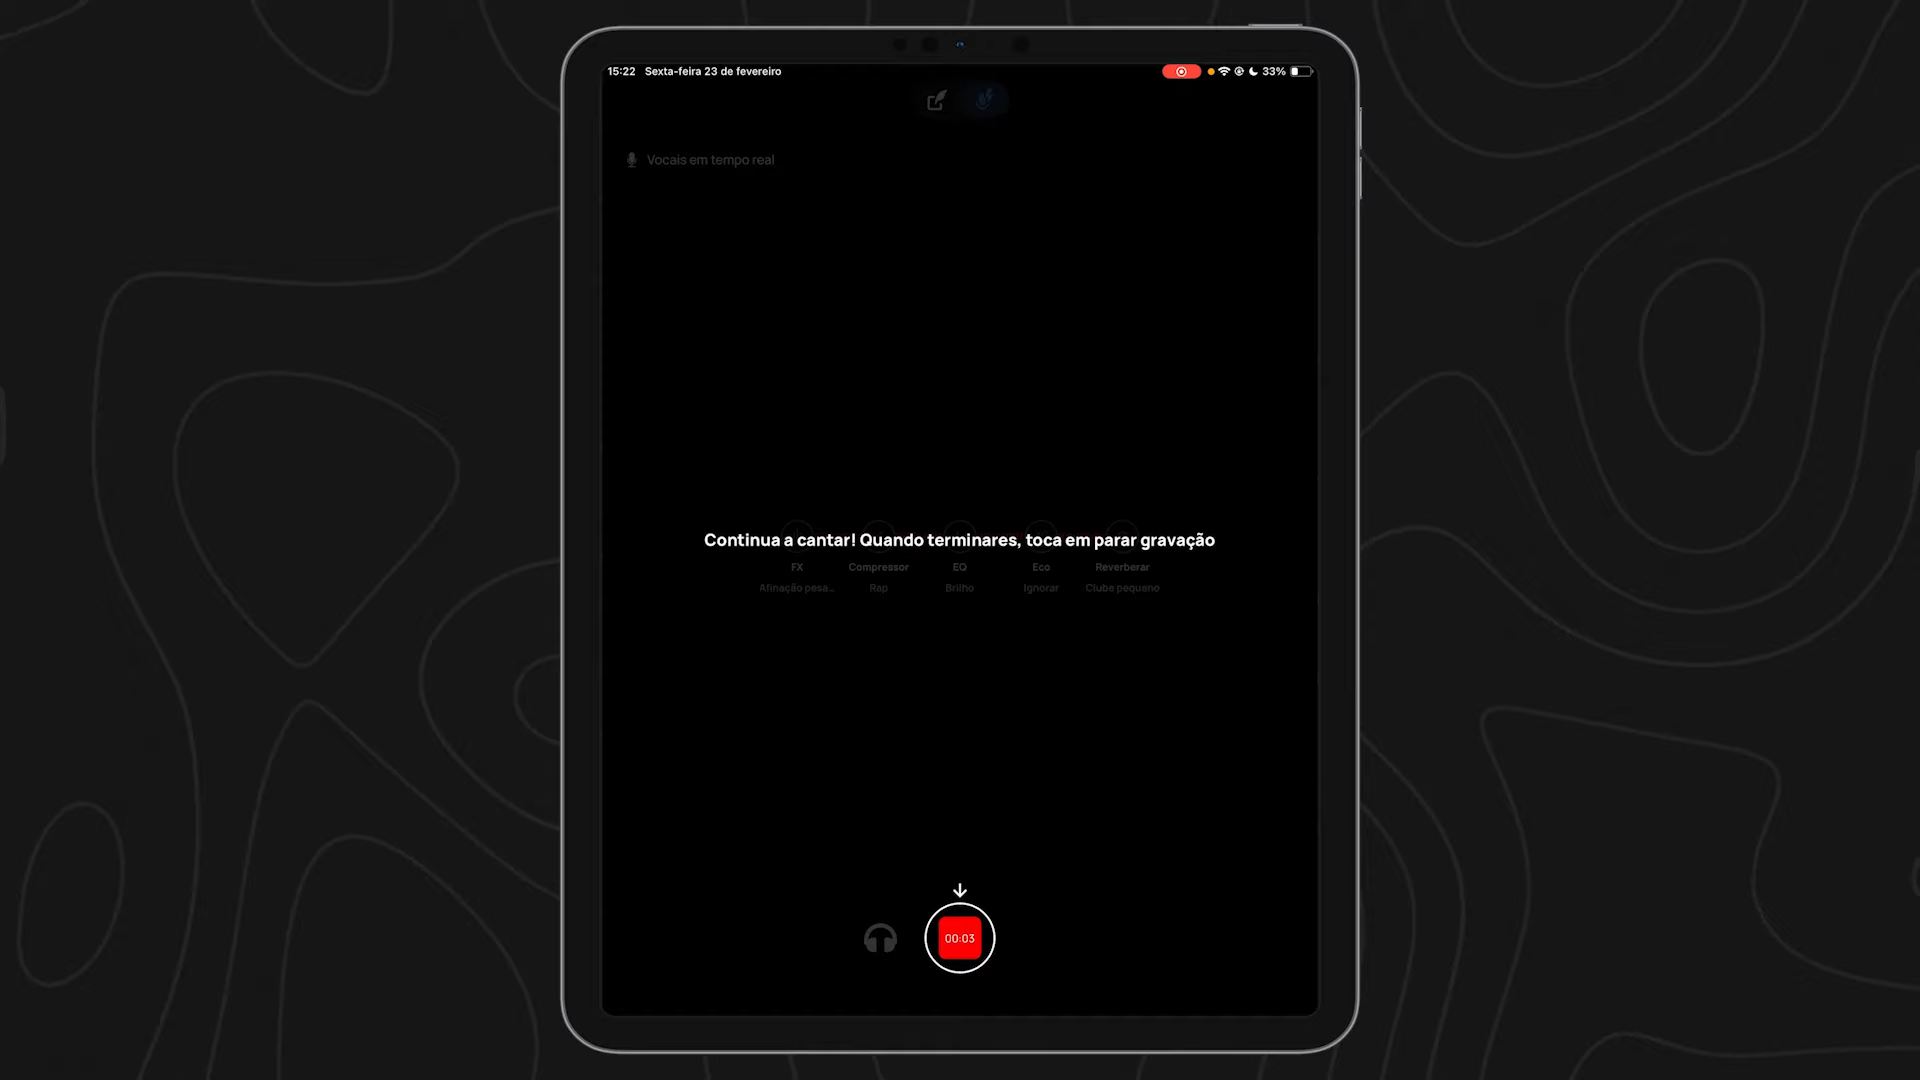 15:22 Sexta-feira 23 de fevereiro 33%
Vocais em tempo real
Continua a cantar! Quando terminares, toca em parar gravação
FX Compressor EQ Eco Reverberar
Afinação pesa... Rap Brilho Ignorar Clube pequeno
00:03